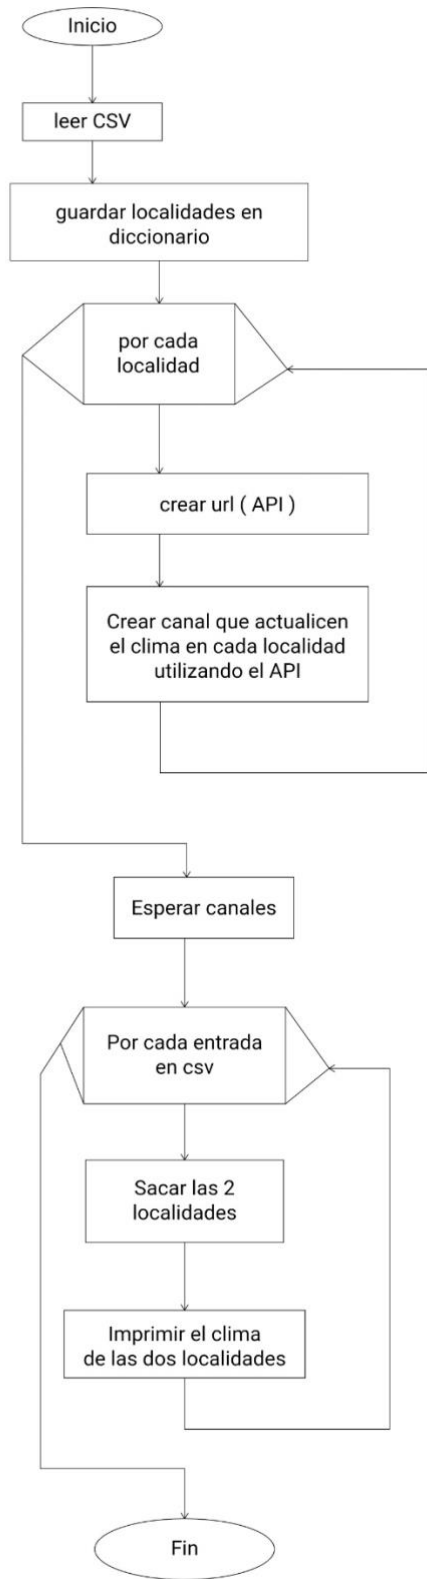 Inicio
leer CSV
guardar localidades en
diccionario
por cada
localidad
crear url ( API )
Crear canal que actualicen
el clima en cada localidad
utilizando el API
Esperar canales
Por cada entrada
en csv
Sacar las 2
localidades
Imprimir el clima
de las dos localidades
Fin